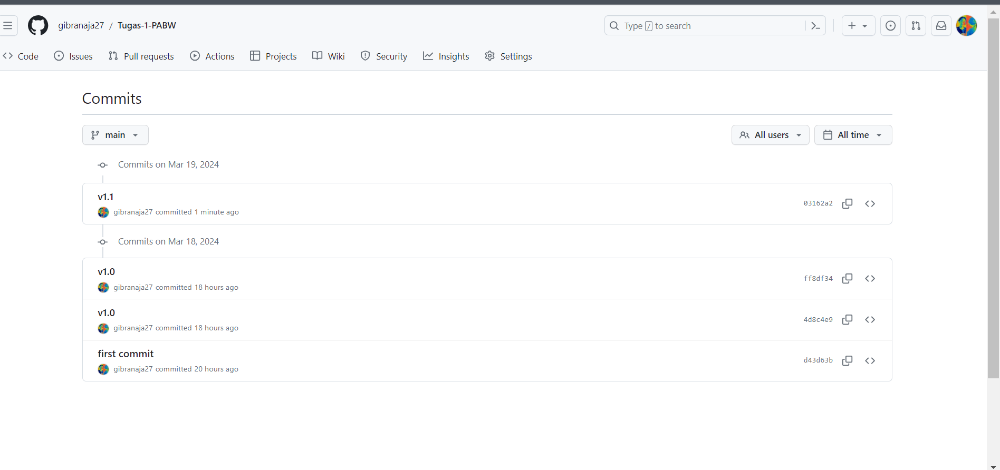 gibranaja27 / Tugas-1-PABW
Type / to search
Code Issues Pull requests Actions Projects Wiki Security Insights Settings
Commits
main All users All time
Commits on Mar 19, 2024
v1.1
gibranaja27 committed 1 minute ago
03162a2
Commits on Mar 18, 2024
v1.0
gibranaja27 committed 18 hours ago
ff8df34
v1.0
gibranaja27 committed 18 hours ago
4d8c4e9
first commit
gibranaja27 committed 20 hours ago
d43d63b